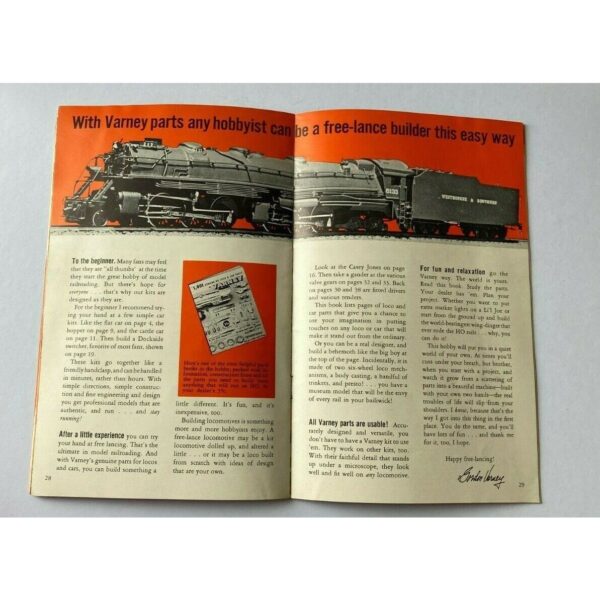 With Varney parts any hobbyist can be a free-lance builder this easy way
6133
WESTBROOKE & SOUTHERN
To the beginner. Many fans may feel
that they are "all thumbs" at the time
they start the great hobby of model
railroading. But there's hope for
everyone . . . that's why our kits are
designed as they are.
For the beginner I recommend try-
ing your hand at a few simple car
kits. Like the flat car on page 4, the
hopper on page 9, and the cattle car
on page 11. Then build a Dockside
switcher, favorite of most fans, shown
on page 19.
These kits go together like a
friendly handclasp, and can be handled
in minutes, rather than hours. With
simple directions, simple construc-
tion and fine engineering and design
you get professional models that are
authentic, and run . . . and stay
running!
After a little experience you can try
your hand at free lancing. That's the
ultimate in model railroading. And
with Varney's genuine parts for locos
and cars, you can build something a
28
VARNEY
little different. It's fun, and it's
inexpensive, too.
Building locomotives is something
more and more hobbyists enjoy. A
free-lance locomotive may be a kit
altered a little . . . or altered and
. . . or it may be a loco built
from scratch with ideas of design
that are your own.
Look at the Casey Jones on page
16. Then take a gander at the various
valve gears on pages 32 and 33. Back
on pages 30 and 38 are fitted drivers
and various tenders.
This book lists pages of loco and
car parts that give you a chance to
use your imagination in putting
touches on any loco or car that will
make it stand out from the ordinary.
Or you can be a real designer, and
build a behemoth like the big boy at
the top of the page. Incidentally, it is
made of two six-wheel loco mech-
anisms, a body casting, a handful of
trinkets, and presto! . . . you have a
museum model that will be the envy
of every rail in your bailiwick!
All Varney parts are usable! Accu-
rately designed and versatile, you
don't have to have a Varney kit to use
'em. They work on other kits, too.
With their faithful detail that stands
up under a microscope, they look
well and fit well on any locomotive.
For fun and relaxation go the
Varney way. The world is yours.
Read this book. Study the parts.
Your dealer has 'em. Plan your
project. Whether you want to put
marker lights on a Li'l Joe or
start from the ground up and build
the world-beatingest wing-dinger that
ever rode the HO rails . . . why, you
can do it!
This hobby will put you in a quiet
world of your own. At times you'll
cuss under your breath, but brother,
when you start with a project, and
watch it grow from a scattering of
parts into a beautiful machine—built
with your own two hands—the real
troubles of life will slip from your
shoulders. I know, because that's the
way I got into this thing in the first
place. You do the same, and you'll
have lots of fun . . . and thank me
for it, too, I hope.
Happy free-lancing!
Gordon Varney
29